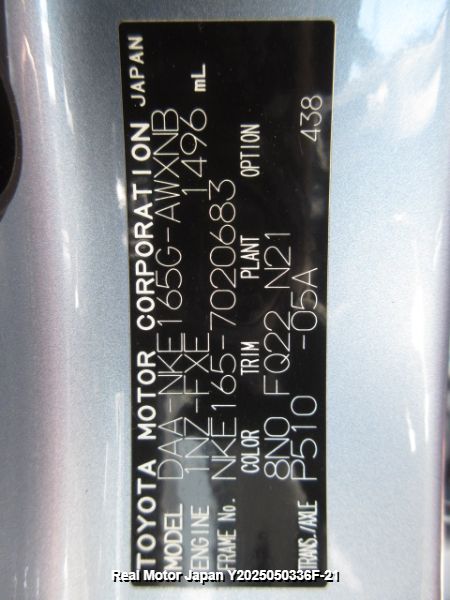 TOYOTA MOTOR CORPORATION JAPAN
MODEL DAA-NKE165G-AWXNB
ENGINE 1NZ-FXE 1496 mL
FRAME No. NKE165-7020683
COLOR TRIM PLANT OPTION
8N0 FQ22 N21 438
TRANS./AXLE P510 -05A
Real Motor Japan Y2025050336F-21